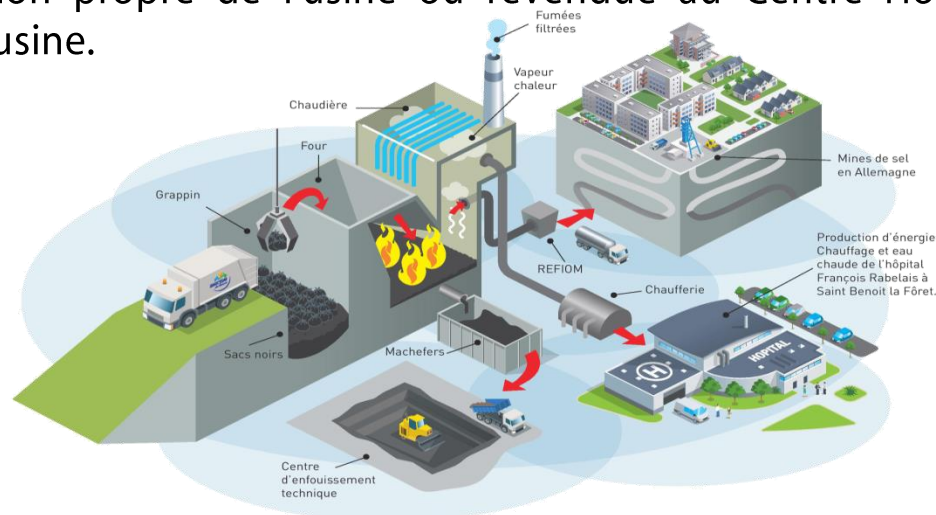 usine.
Fumées
filtrées
Vapeur
chaleur
Chaudière
Four
Grappin
Mines de sel
en Allemagne
REFIOM
Production d'énergie
Chauffage et eau
chaude de l'hôpital
François Rabelais à
Saint Benoit la Fôret.
Chaufferie
HOPITAL
H
Sacs noirs
Machefers
Centre
d'enfouissement
technique